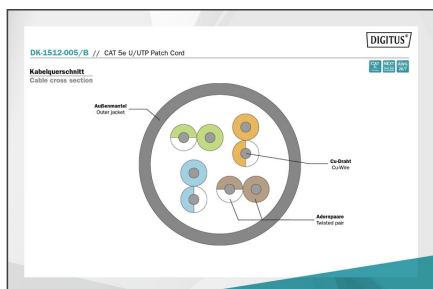 DIGITUS®
DK-1512-005/B // CAT 5e U/UTP Patch Cord
Kabelquerschnitt
Cable cross section
Außenmantel
Outer jacket
Cu-Draht
Cu-Wire
Adernpaare
Twisted pair